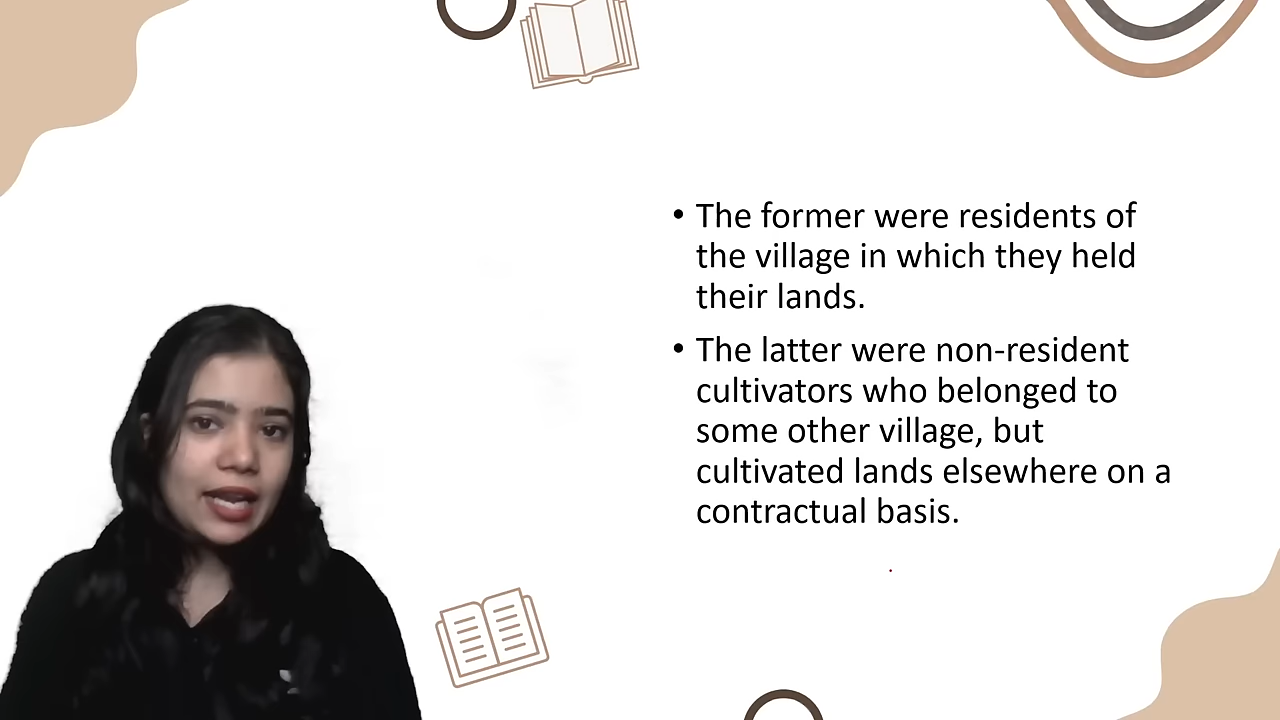 • The former were residents of
the village in which they held
their lands.
• The latter were non-resident
cultivators who belonged to
some other village, but
cultivated lands elsewhere on a
contractual basis.